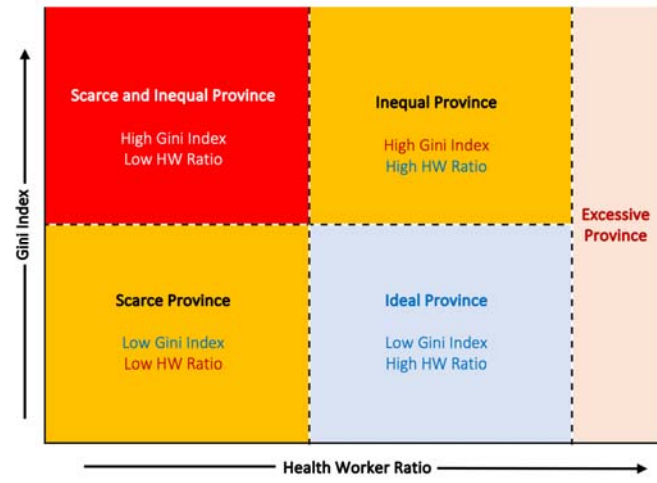 Scarce and Inequal Province
High Gini Index
Low HW Ratio
Inequal Province
High Gini Index
High HW Ratio
Excessive
Province
Gini Index
Scarce Province
Low Gini Index
Low HW Ratio
Ideal Province
Low Gini Index
High HW Ratio
Health Worker Ratio